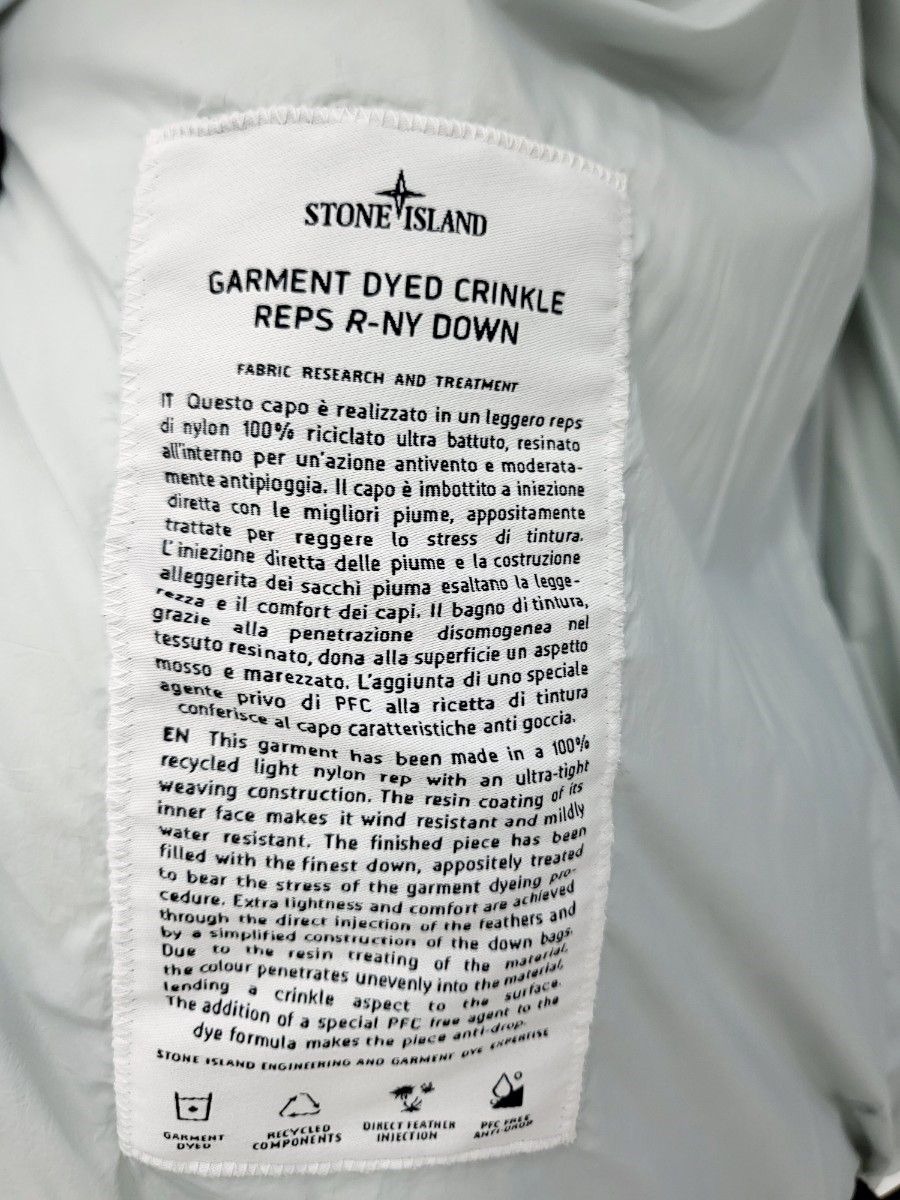 STONE ISLAND
GARMENT DYED CRINKLE
REPS R-NY DOWN
FABRIC RESEARCH AND TREATMENT
IT Questo capo è realizzato in un leggero reps
di nylon 100% riciclato ultra battuto, resinato
all'interno per un'azione antivento e moderata-
mente antipioggia. Il capo è imbottito a iniezione
diretta con le migliori piume, appositamente
trattate per reggere lo stress di tintura.
L'iniezione diretta delle piume e la costruzione
alleggerita dei sacchi piuma esaltano la legge-
rezza e il comfort dei capi. Il bagno di tintura,
grazie alla penetrazione disomogenea nel
tessuto resinato, dona alla superficie un aspetto
mosso e marezzato. L'aggiunta di uno speciale
agente privo di PFC alla ricetta di tintura
conferisce al capo caratteristiche anti goccia.
EN This garment has been made in a 100%
recycled light nylon rep with an ultra-tight
weaving construction. The resin coating of its
inner face makes it wind resistant and mildly
water resistant. The finished piece has been
filled with the finest down, appositely treated
to bear the stress of the garment dyeing pro-
cedure. Extra lightness and comfort are achieved
through the direct injection of the feathers and
by a simplified construction of the down bags.
Due to the resin treating of the material,
the colour penetrates unevenly into the material,
lending a crinkle aspect to the surface.
The addition of a special PFC free agent to the
dye formula makes the piece anti-drop.
STONE ISLAND ENGINEERING AND GARMENT DYE EXPERTISE
GARMENT
DYED
RECYCLED
COMPONENTS
DIRECT FEATHER
INJECTION
PFC FREE
ANTI-DROP